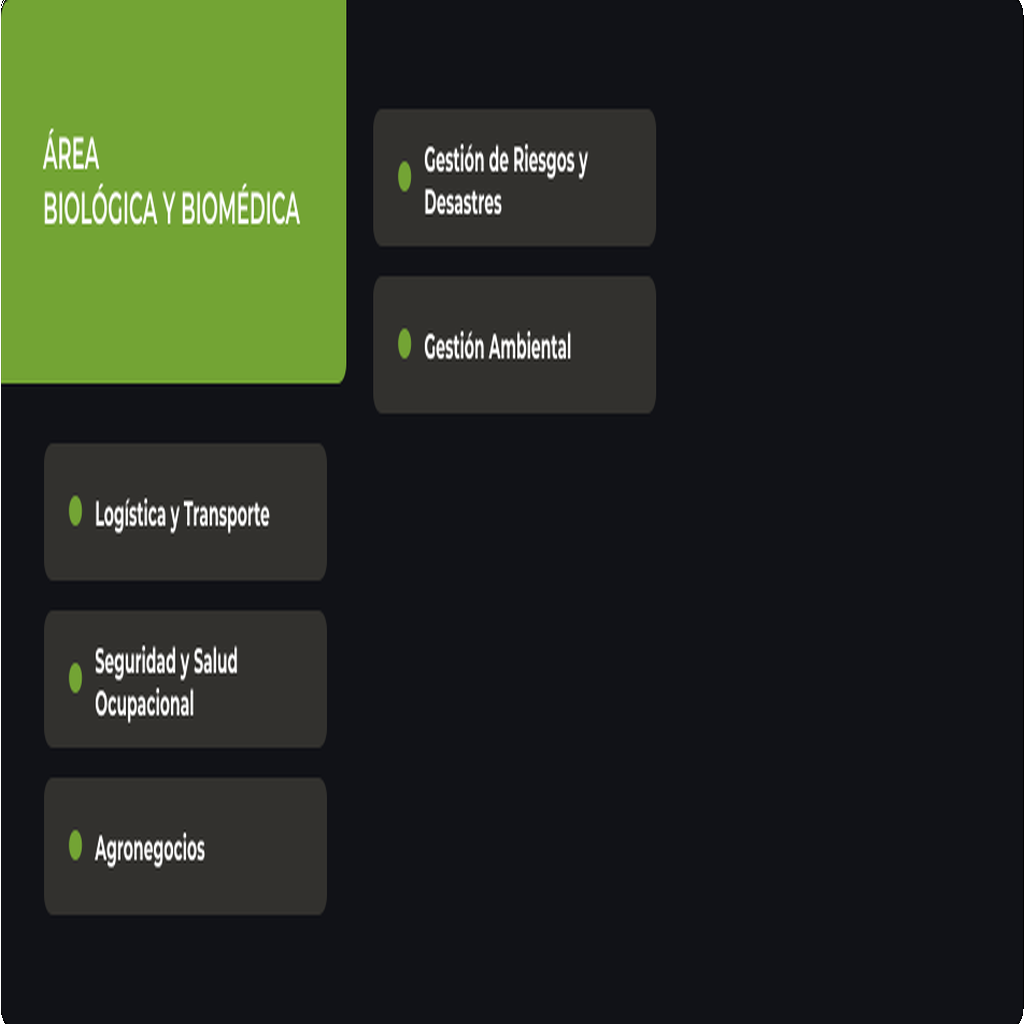 ÁREA
BIOLÓGICA Y BIOMÉDICA
Logística y Transporte
Seguridad y Salud
Ocupacional
Agronegocios
Gestión de Riesgos y
Desastres
Gestión Ambiental